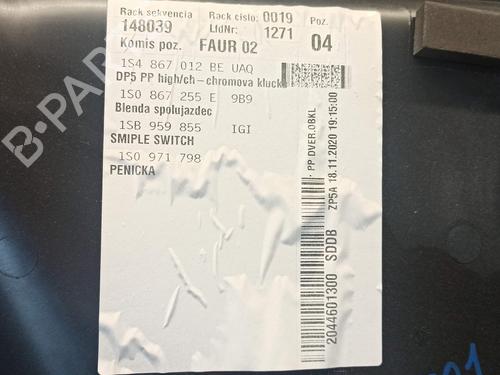 Rack sekvencia Rack cislo: 0019 Poz.
148039 LfdNr: 1271 04
Komis poz. FAUR 02
1S4 867 012 BE UAQ
DP5 PP high/ch-chromova kluck
1S0 867 255 E 9B9
Blenda spolujazdec
1SB 959 855 IGI
SMIPLE SWITCH
1S0 971 798
PENICKA
PP DVER.OBKL
ZP5A 18.11.2020 19:15:00
2044601300 SDDB
B-PARTS